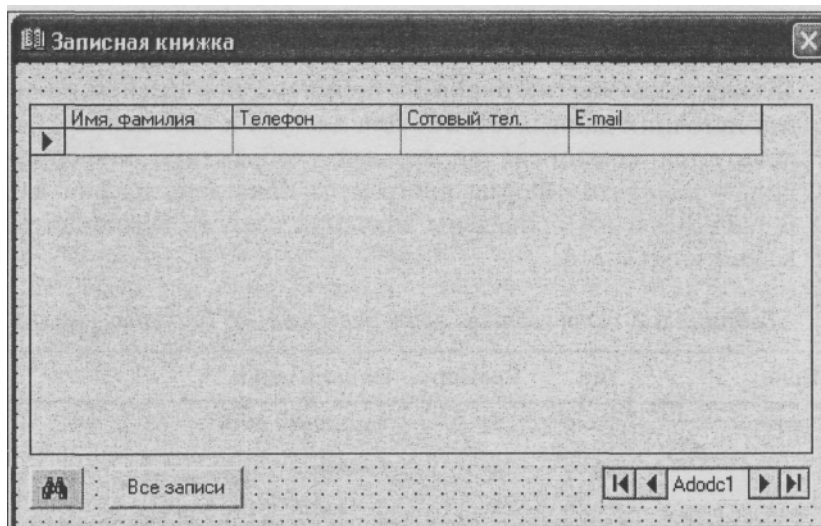 Записная книжка
Имя, фамилия Телефон Сотовый тел. E-mail
Все записи Adodc1